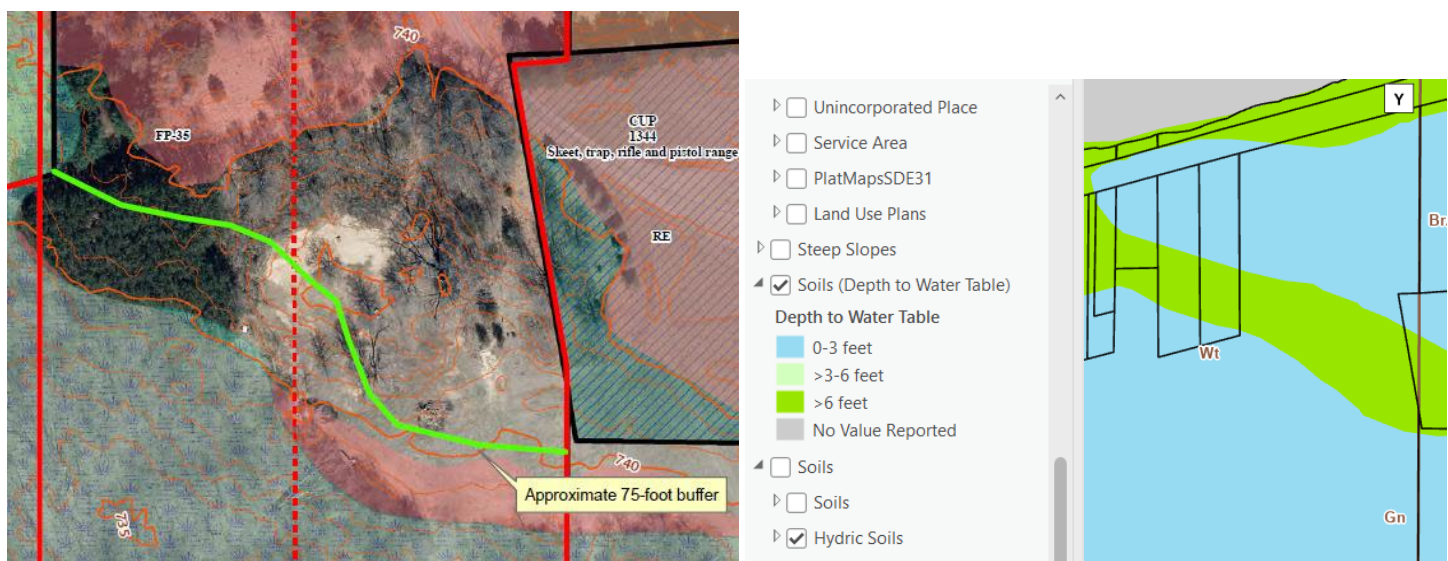 740
FP-35
CUP
1344
Skeet, trap, rifle and pistol range
RE
740
Approximate 75-foot buffer
735
Unincorporated Place
Service Area
PlatMapsSDE31
Land Use Plans
Steep Slopes
Soils (Depth to Water Table)
Depth to Water Table
0-3 feet
>3-6 feet
>6 feet
No Value Reported
Soils
Soils
Hydric Soils
Y
Br
Wt
Gn